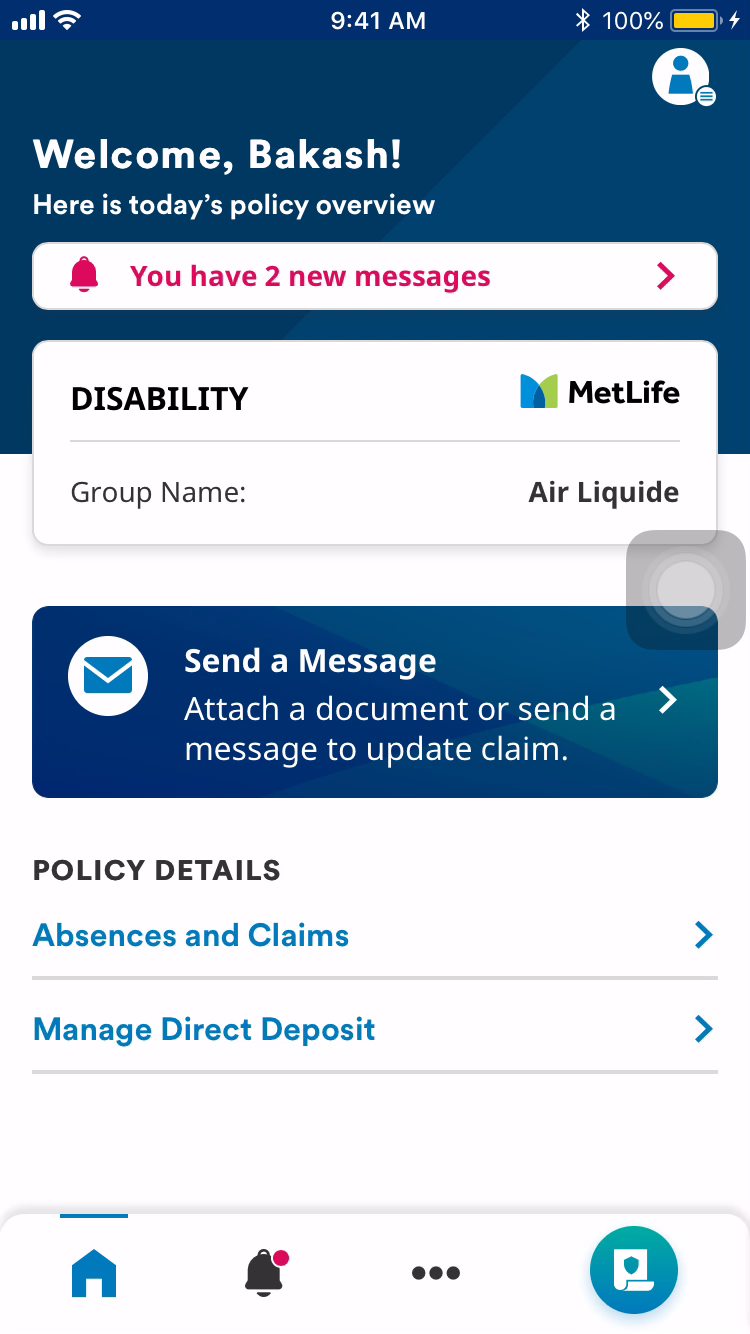 9:41 AM 100%
Welcome, Bakash!
Here is today’s policy overview
You have 2 new messages
DISABILITY MetLife
Group Name: Air Liquide
Send a Message
Attach a document or send a
message to update claim.
POLICY DETAILS
Absences and Claims
Manage Direct Deposit